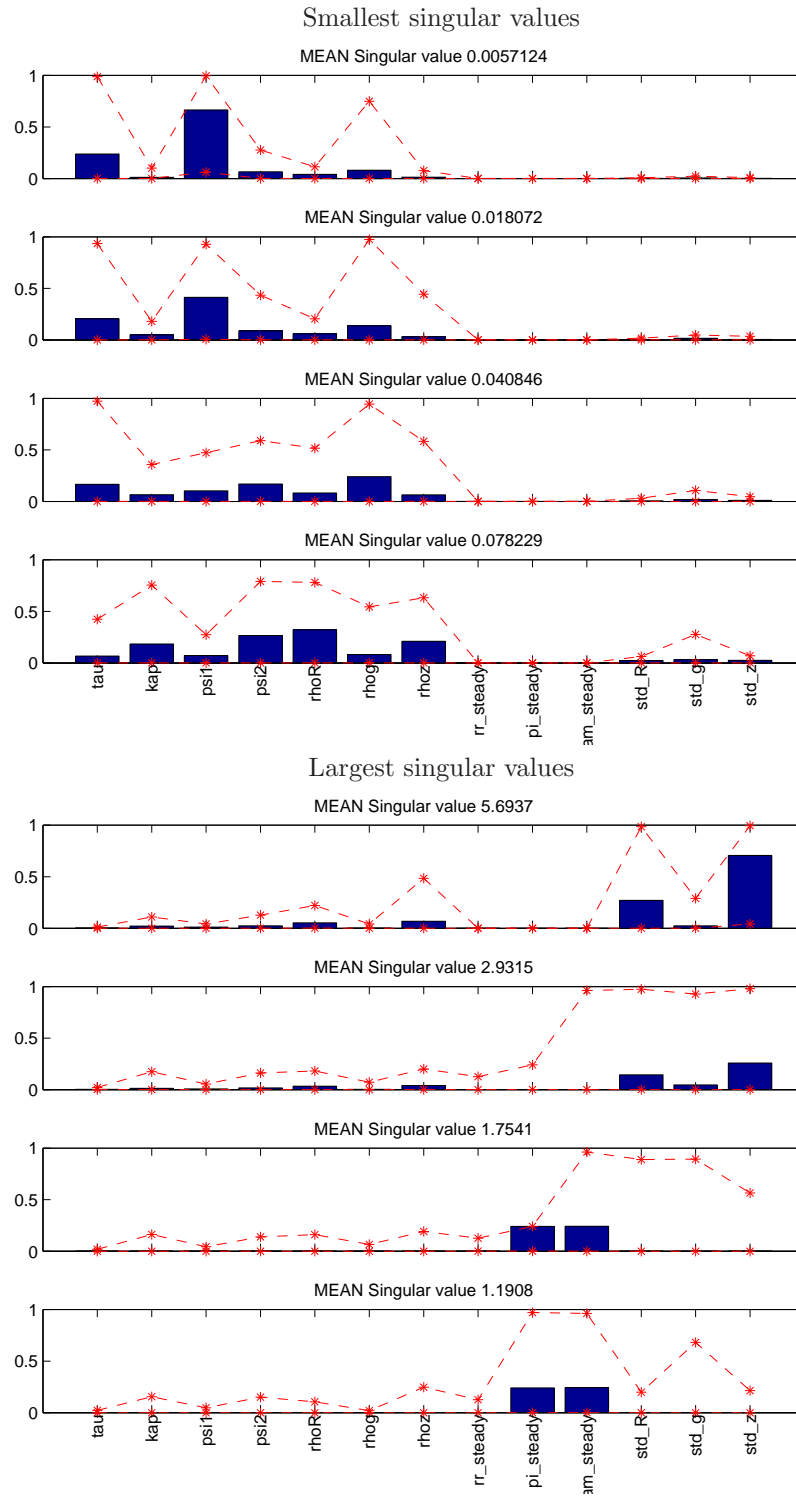 Smallest singular values
MEAN Singular value 0.0057124
1
0.5
0
MEAN Singular value 0.018072
1
0.5
0
MEAN Singular value 0.040846
1
0.5
0
MEAN Singular value 0.078229
1
0.5
0
tau kap psi1 psi2 rhoR rhog rhoz rr_steady pi_steady am_steady std_R std_g std_z
Largest singular values
MEAN Singular value 5.6937
1
0.5
0
MEAN Singular value 2.9315
1
0.5
0
MEAN Singular value 1.7541
1
0.5
0
MEAN Singular value 1.1908
1
0.5
0
tau kap psi1 psi2 rhoR rhog rhoz rr_steady pi_steady am_steady std_R std_g std_z